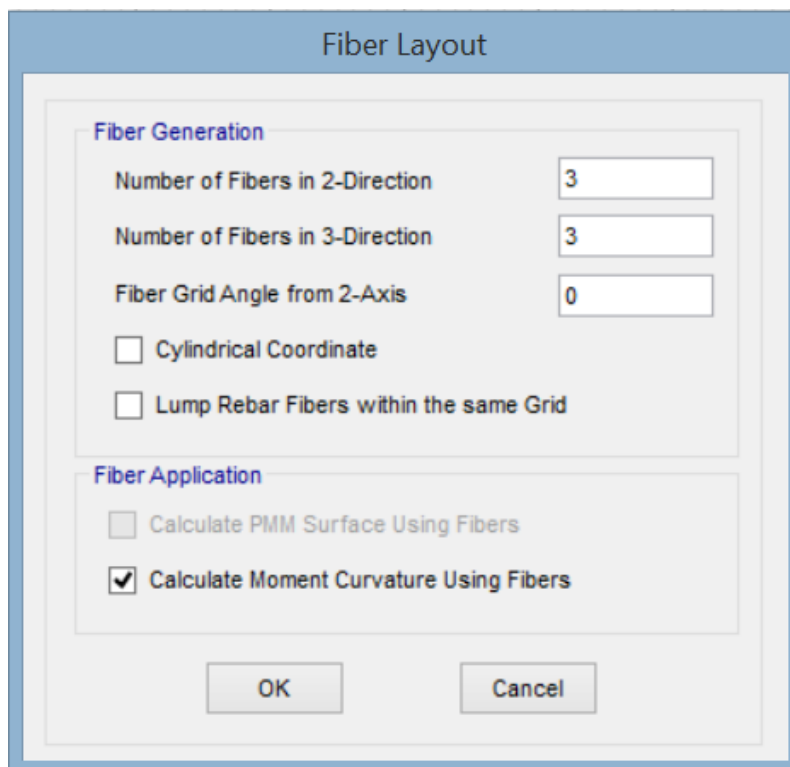 Fiber Layout
Fiber Generation
Number of Fibers in 2-Direction 3
Number of Fibers in 3-Direction 3
Fiber Grid Angle from 2-Axis 0
Cylindrical Coordinate
Lump Rebar Fibers within the same Grid
Fiber Application
Calculate PMM Surface Using Fibers
Calculate Moment Curvature Using Fibers
OK Cancel